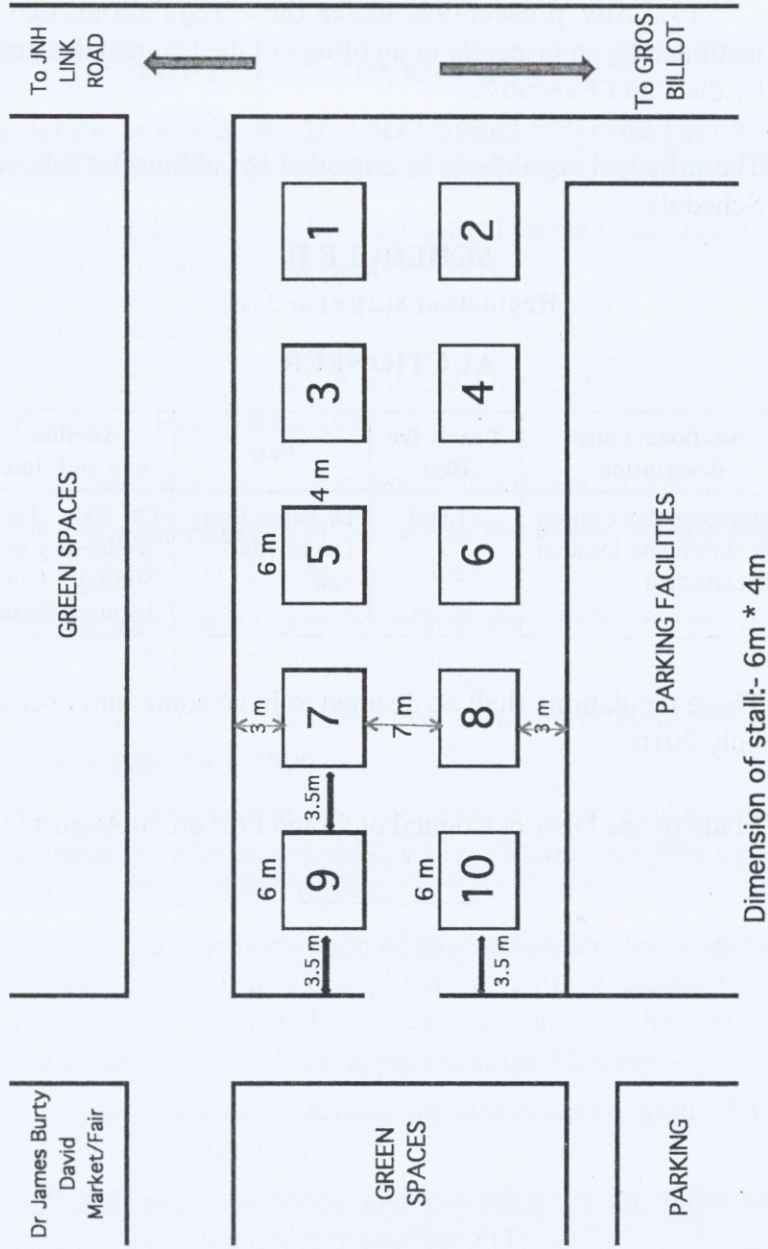 Dr James Burty
David
Market/Fair
GREEN SPACES
To JNH
LINK
ROAD
3 m
6 m
6 m
3.5 m
9
3.5m
7
5
4 m
3
1
GREEN
SPACES
7 m
6 m
3.5 m
10
8
6
4
2
3 m
PARKING
PARKING FACILITIES
To GROS
BILLOT
Dimension of stall:- 6m * 4m